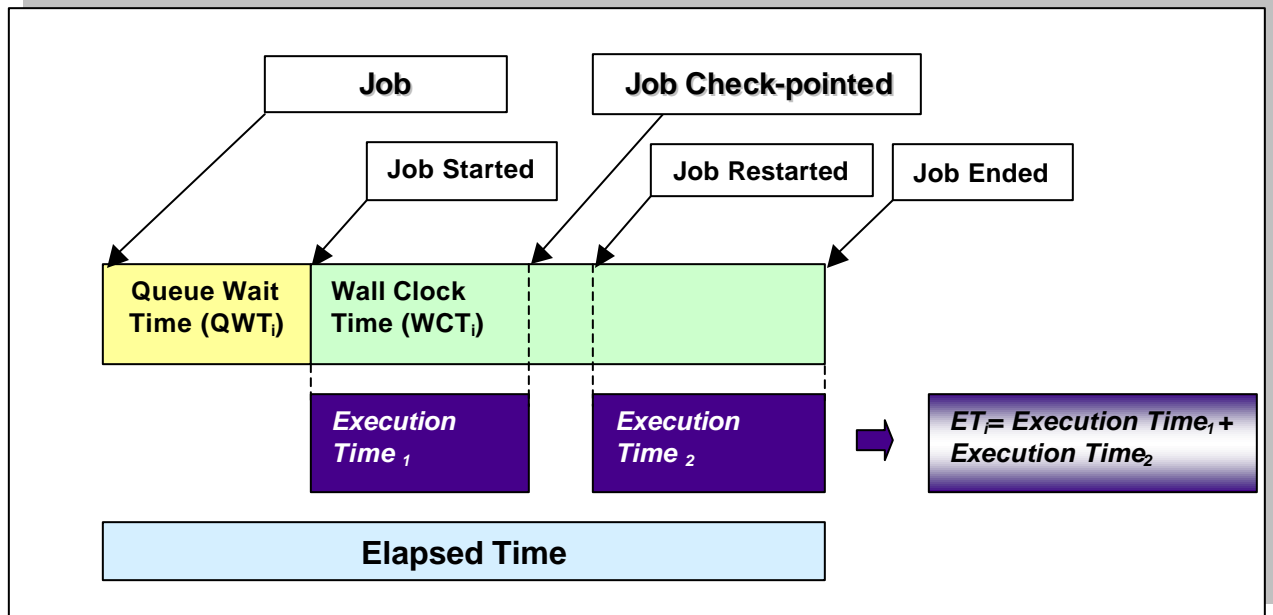 Job
Job Check-pointed
Job Started
Job Restarted
Job Ended
Queue Wait
Time (QWTi)
Wall Clock
Time (WCTi)
Execution
Time 1
Execution
Time 2
ETi= Execution Time1 +
Execution Time2
Elapsed Time